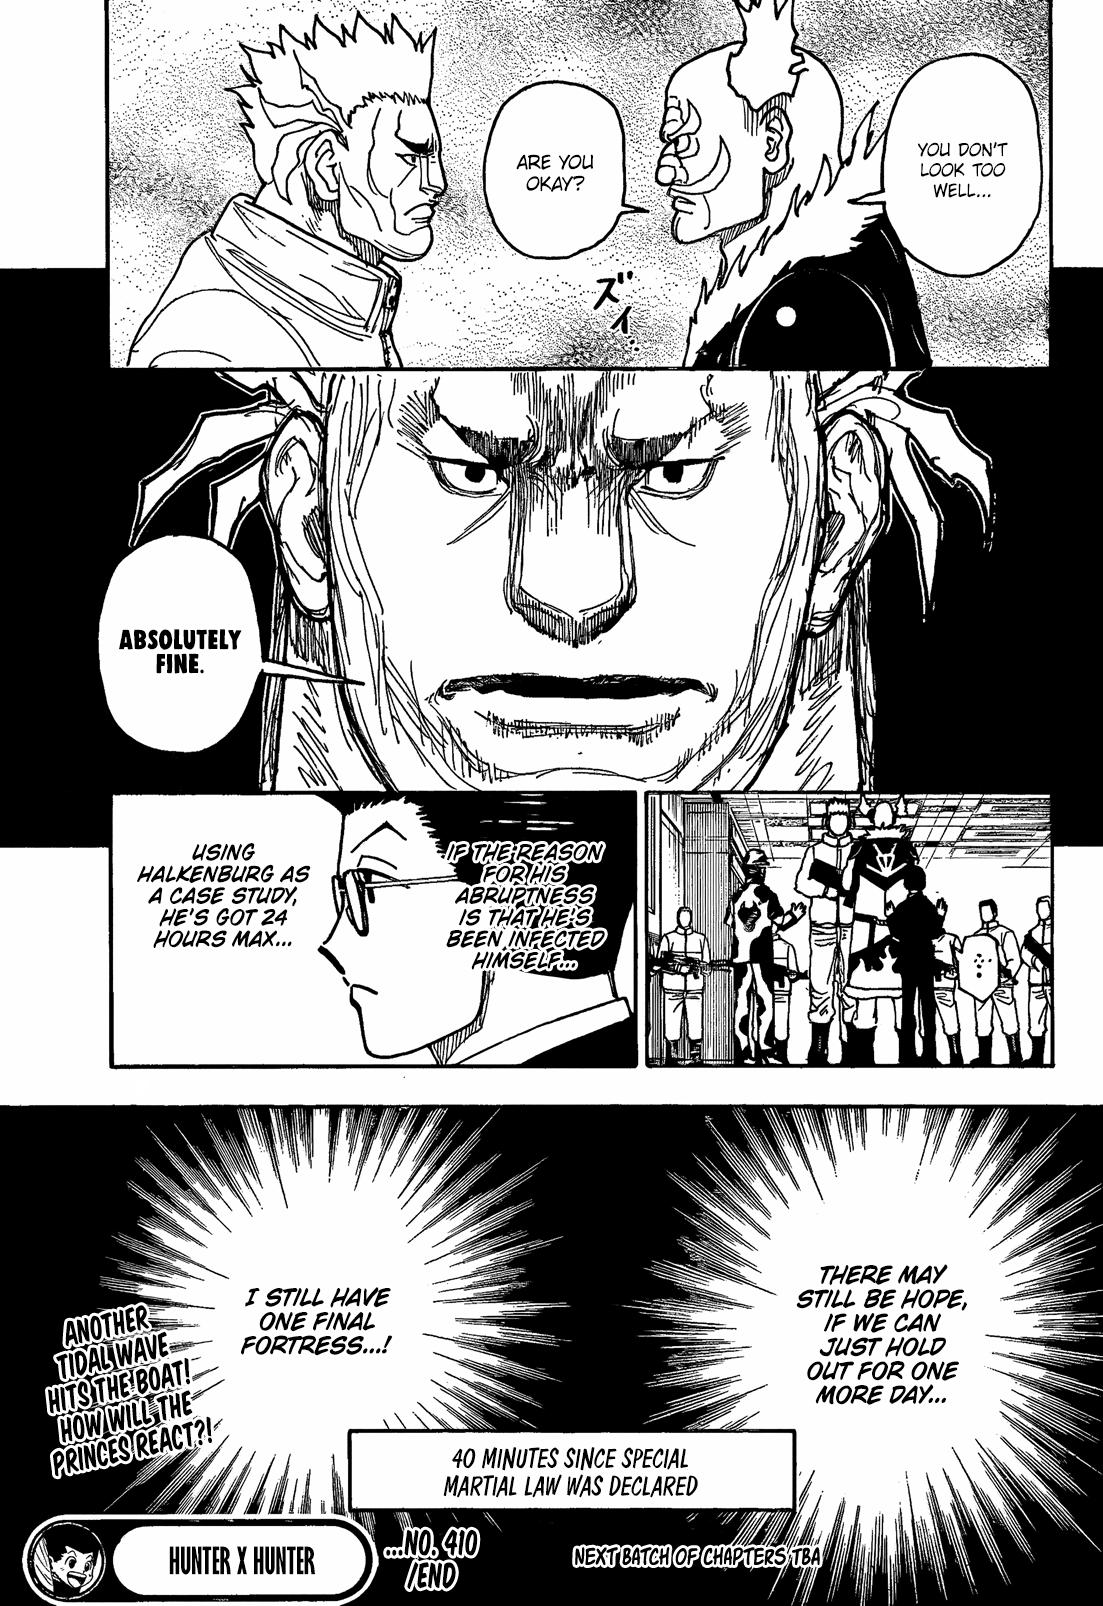 YOU DON'T
LOOK TOO
WELL...
ARE YOU
OKAY?
ズイ...
ABSOLUTELY
FINE.
IF THE REASON
FOR HIS
ABRUPTNESS
IS THAT HE'S
BEEN INFECTED
HIMSELF...
USING
HALKENBURG AS
A CASE STUDY,
HE'S GOT 24
HOURS MAX...
THERE MAY
STILL BE HOPE,
IF WE CAN
JUST HOLD
OUT FOR ONE
MORE DAY...
I STILL HAVE
ONE FINAL
FORTRESS...!
ANOTHER
TIDAL WAVE
HITS THE BOAT!
HOW WILL THE
PRINCES REACT?!
40 MINUTES SINCE SPECIAL
MARTIAL LAW WAS DECLARED
HUNTER X HUNTER
...NO. 410
/END
NEXT BATCH OF CHAPTERS TBA